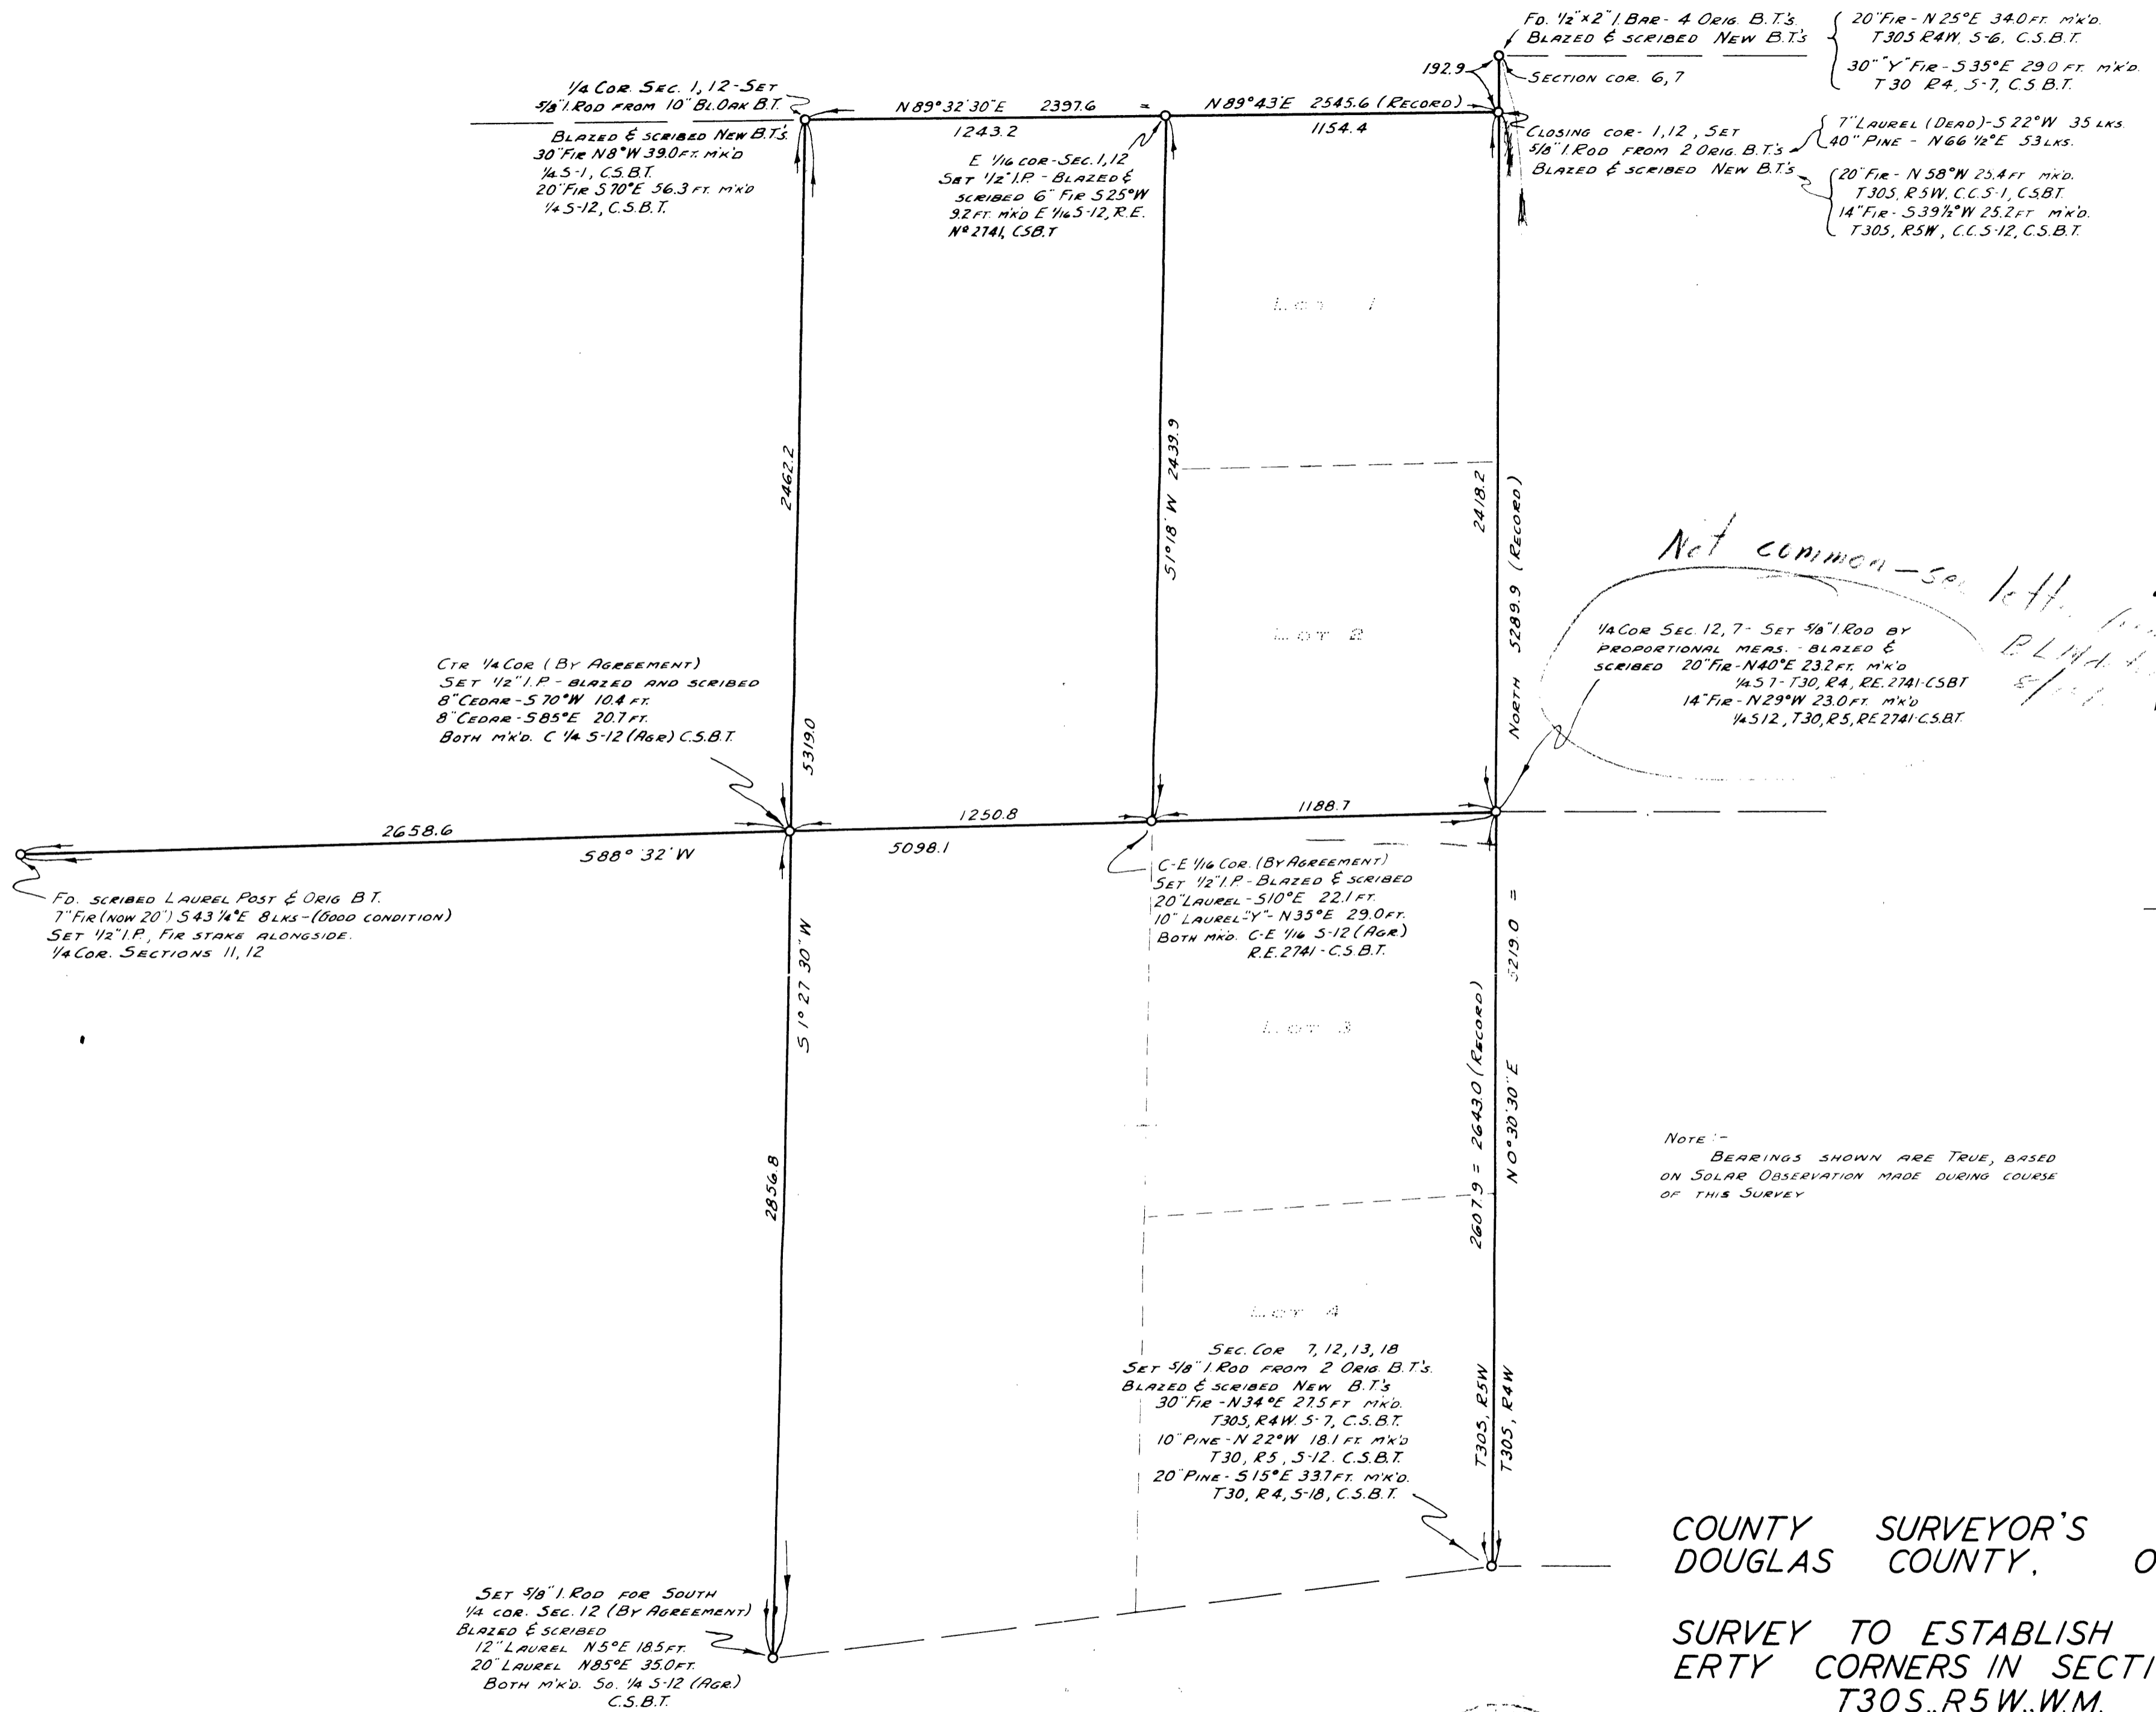 Fd. 1/2"x2" I. Bar - 4 Orig. B.T.'s.
Blazed & scribed New B.T's
20" Fir - N 25°E 34.0 ft. m'k'd.
T30S R4W, S-6, C.S.B.T.
30" "Y" Fir - S 35°E 29.0 ft. m'k'd.
T 30 R4, S-7, C.S.B.T.
192.9
Section cor. 6, 7
1/4 Cor. Sec. 1, 12 - Set
5/8" I. Rod from 10" Bl. Oak B.T.
Blazed & scribed New B.T.'s.
30" Fir N 8° W 39.0 ft. m'k'd
1/4 S-1, C.S.B.T.
20" Fir S 70° E 56.3 ft. m'k'd
1/4 S-12, C.S.B.T.
N 89° 32' 30" E 2397.6 = N 89° 43' E 2545.6 (Record)
1243.2
1154.4
E 1/16 cor - Sec. 1, 12
Set 1/2" I.P. - Blazed &
scribed 6" Fir S 25° W
9.2 ft. mk'd E 1/16 S-12, R.E.
Nº 2741, CSB.T
Closing cor - 1, 12, Set
5/8" I. Rod from 2 Orig. B.T.'s
Blazed & scribed New B.T.'s
7" Laurel (Dead) - S 22° W 35 lks.
40" Pine - N 66 1/2° E 53 lks.
20" Fir - N 58° W 25.4 ft m'k'd.
T30S, R5W, C.C.S-1, C.S.B.T.
14" Fir - S 39 1/2° W 25.2 ft m'k'd.
T30S, R5W, C.C.S-12, C.S.B.T.
Lot 1
2462.2
S 1° 18' W 2439.9
2418.2
North 5289.9 (Record)
Not common -
Lot 2
1/4 Cor Sec. 12, 7 - Set 5/8" I. Rod by
proportional meas. - Blazed &
scribed 20" Fir - N 40° E 23.2 ft. m'k'd
1/4 S 7 - T30, R4, R.E. 2741 - CSBT
14" Fir - N 29° W 23.0 ft. m'k'd
1/4 S 12, T30, R5, RE 2741 - C.S.B.T.
Ctr 1/4 Cor (By Agreement)
Set 1/2" I.P - blazed and scribed
8" Cedar - S 70° W 10.4 ft.
8" Cedar - S 85° E 20.7 ft.
Both m'k'd. C 1/4 S-12 (Agr) C.S.B.T.
5319.0
2658.6
1250.8
1188.7
S 88° 32' W
5098.1
Fd. scribed Laurel Post & Orig B.T.
7" Fir (now 20") S 43 1/4° E 8 lks - (good condition)
Set 1/2" I.P., Fir stake alongside.
1/4 Cor. Sections 11, 12
C-E 1/16 Cor. (By Agreement)
Set 1/2" I.P. - Blazed & scribed
20" Laurel - S 10° E 22.1 ft.
10" Laurel - "Y" - N 35° E 29.0 ft.
Both mk'd. C-E 1/16 S-12 (Agr)
R.E. 2741 - C.S.B.T.
S 1° 27' 30" W
5219.0 =
2607.9 = 2643.0 (Record)
N 0° 30' 30" E
Lot 3
2856.8
Note :-
Bearings shown are True, based
on Solar Observation made during course
of this Survey
Lot 4
Sec. Cor 7, 12, 13, 18
Set 5/8" I. Rod from 2 Orig. B.T's.
Blazed & scribed New B.T's
30" Fir - N 34° E 27.5 ft m'k'd.
T30S, R4W. S-7, C.S.B.T.
10" Pine - N 22° W 18.1 ft. m'k'd
T30, R5, S-12. C.S.B.T.
20" Pine - S 15° E 33.7 ft. m'k'd.
T30, R4, S-18, C.S.B.T.
T30S, R5W
T30S, R4W
Set 5/8" I. Rod for South
1/4 cor. Sec. 12 (By Agreement)
Blazed & scribed
12" Laurel N 5° E 18.5 ft.
20" Laurel N 85° E 35.0 ft.
Both m'k'd. So. 1/4 S-12 (Agr.)
C.S.B.T.
COUNTY SURVEYOR'S
DOUGLAS COUNTY, O
SURVEY TO ESTABLISH
ERTY CORNERS IN SECTI
T30S., R5W., W.M.